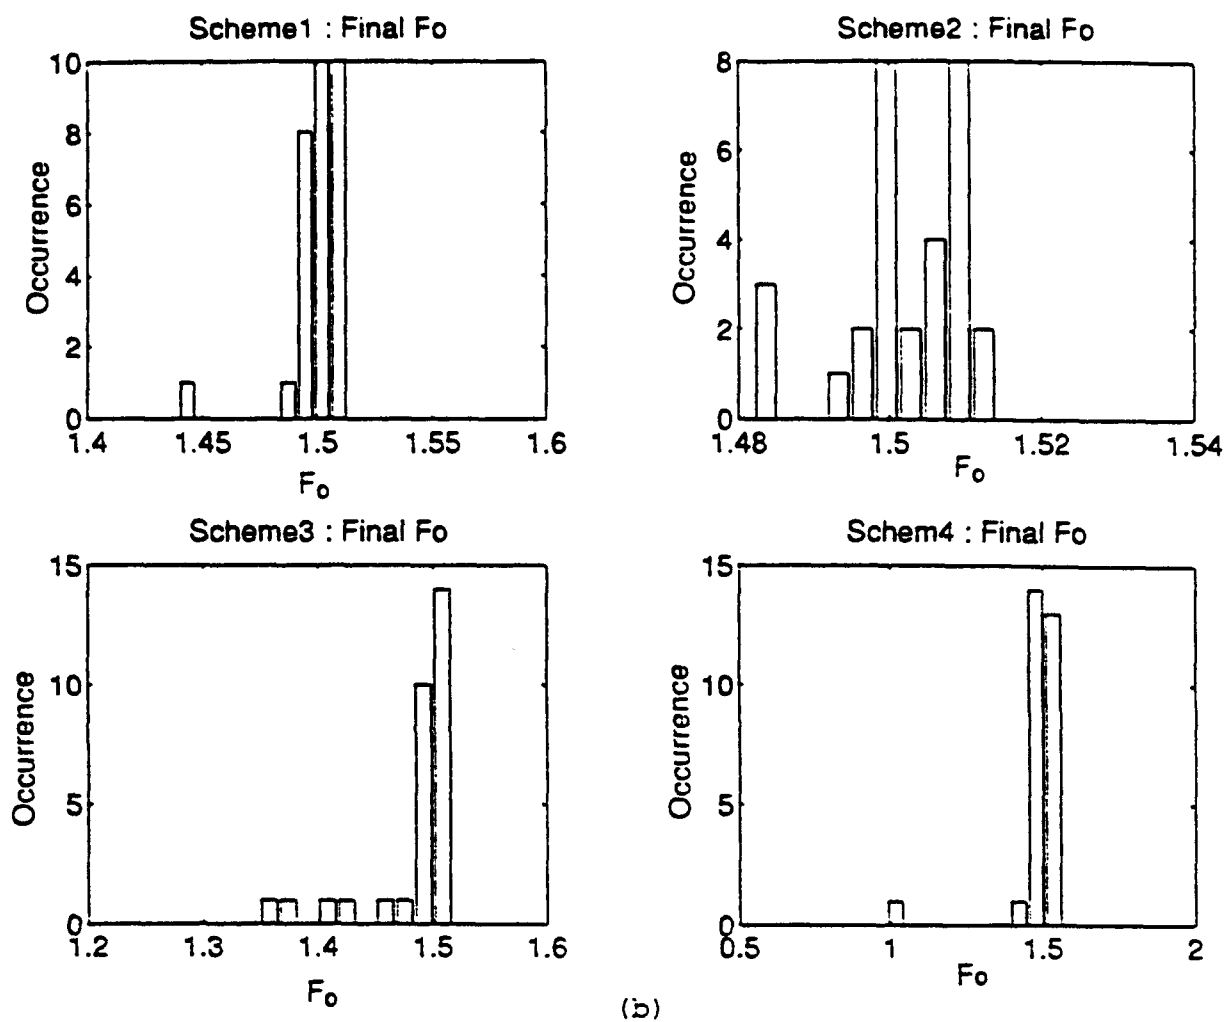 Scheme1 : Final Fo
10
8
6
4
2
0
Occurrence
1.4 1.45 1.5 1.55 1.6
Fo
Scheme2 : Final Fo
8
6
4
2
0
Occurrence
1.48 1.5 1.52 1.54
Fo
Scheme3 : Final Fo
15
10
5
0
Occurrence
1.2 1.3 1.4 1.5 1.6
Fo
Schem4 : Final Fo
15
10
5
0
Occurrence
0.5 1 1.5 2
Fo
(b)